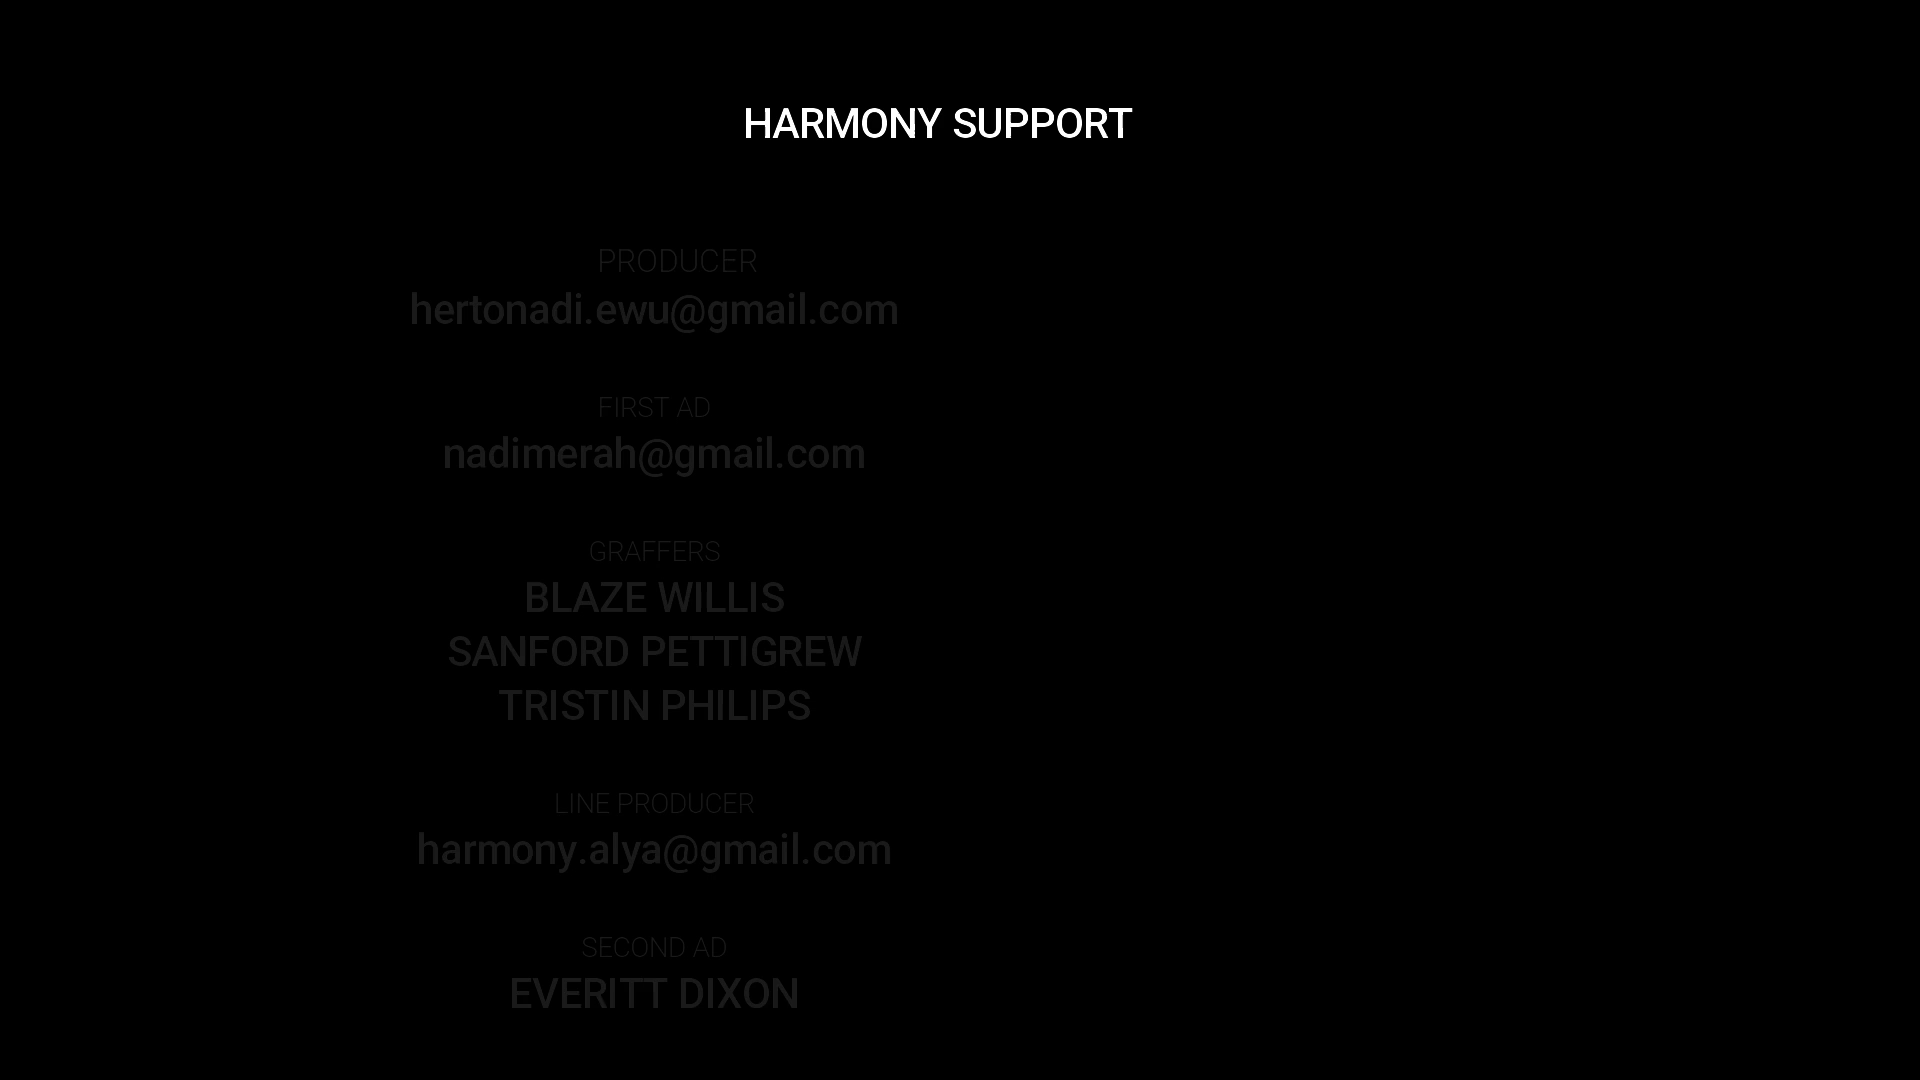 HARMONY SUPPORT
PRODUCER
hertonadi.ewu@gmail.com
FIRST AD
nadimerah@gmail.com
GRAFFERS
BLAZE WILLIS
SANFORD PETTIGREW
TRISTIN PHILIPS
LINE PRODUCER
harmony.alya@gmail.com
SECOND AD
EVERITT DIXON